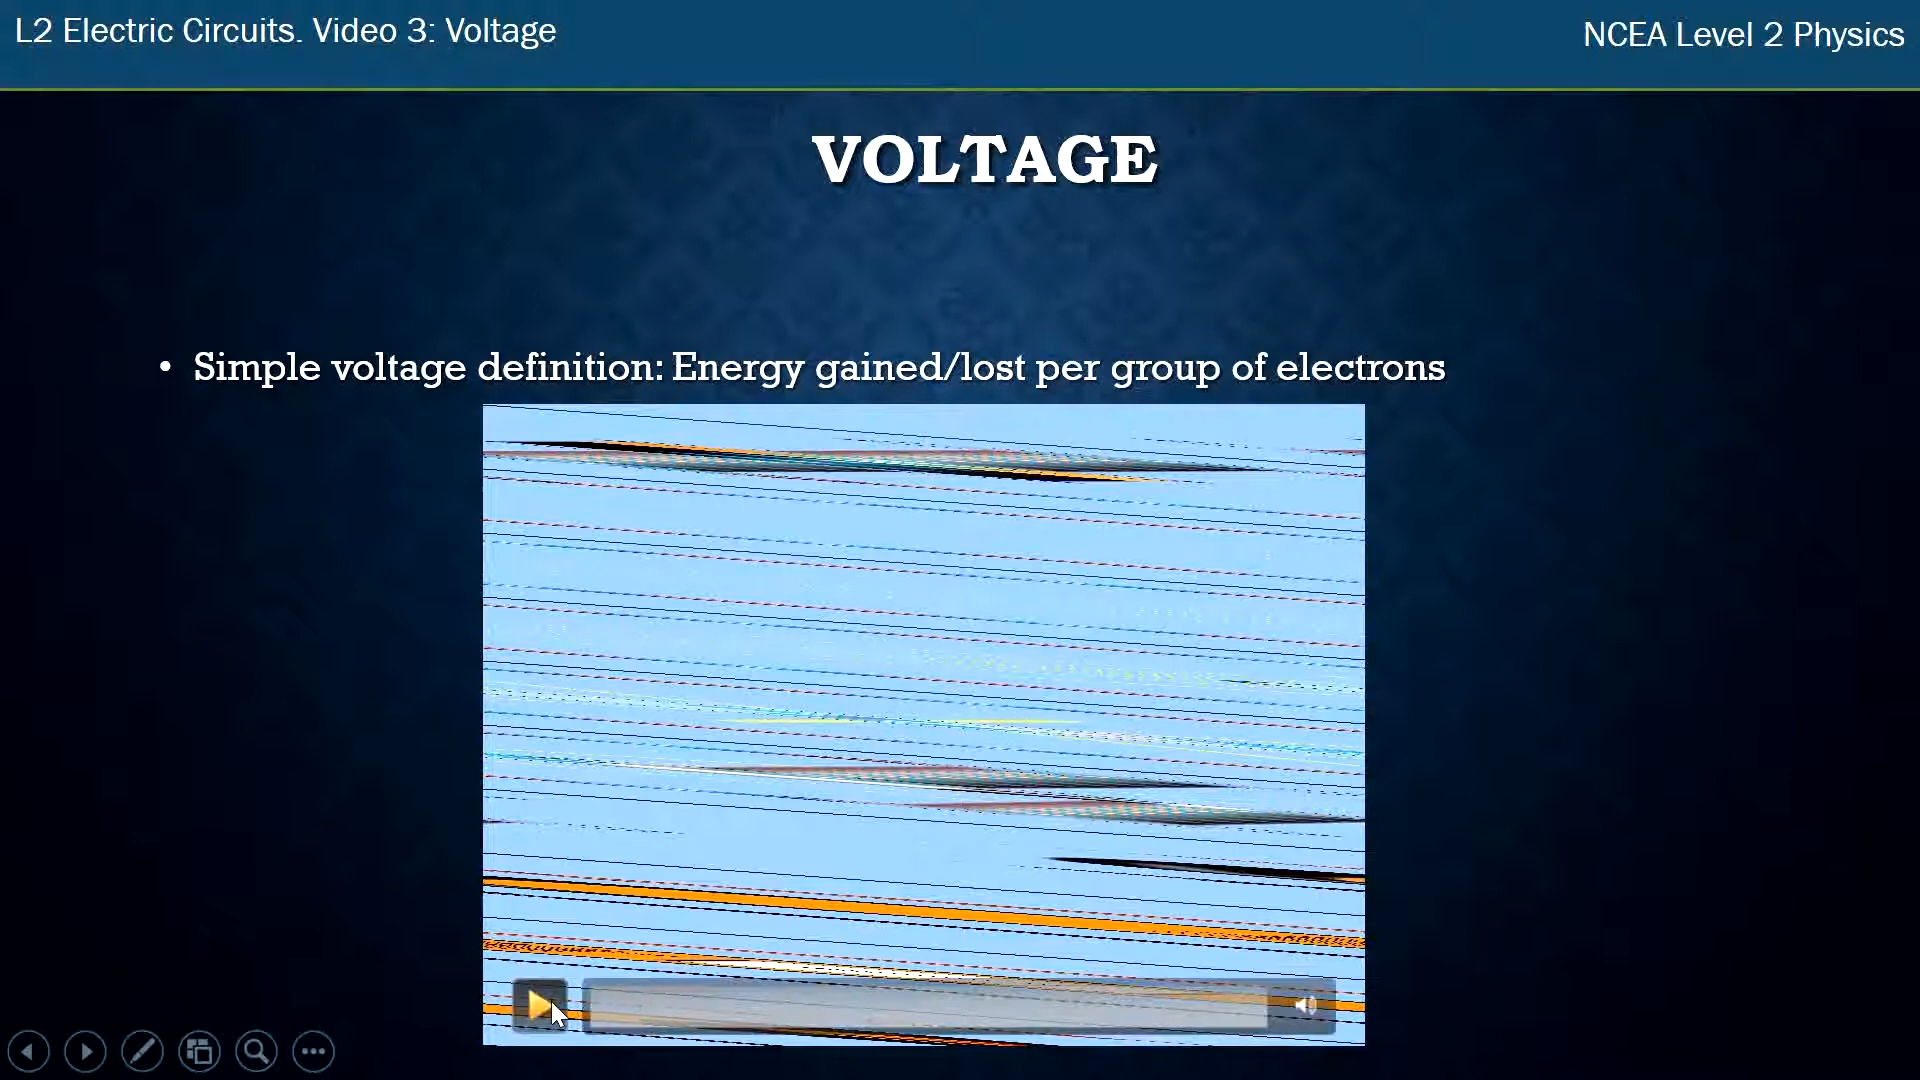 L2 Electric Circuits. Video 3: Voltage
NCEA Level 2 Physics
VOLTAGE
• Simple voltage definition: Energy gained/lost per group of electrons